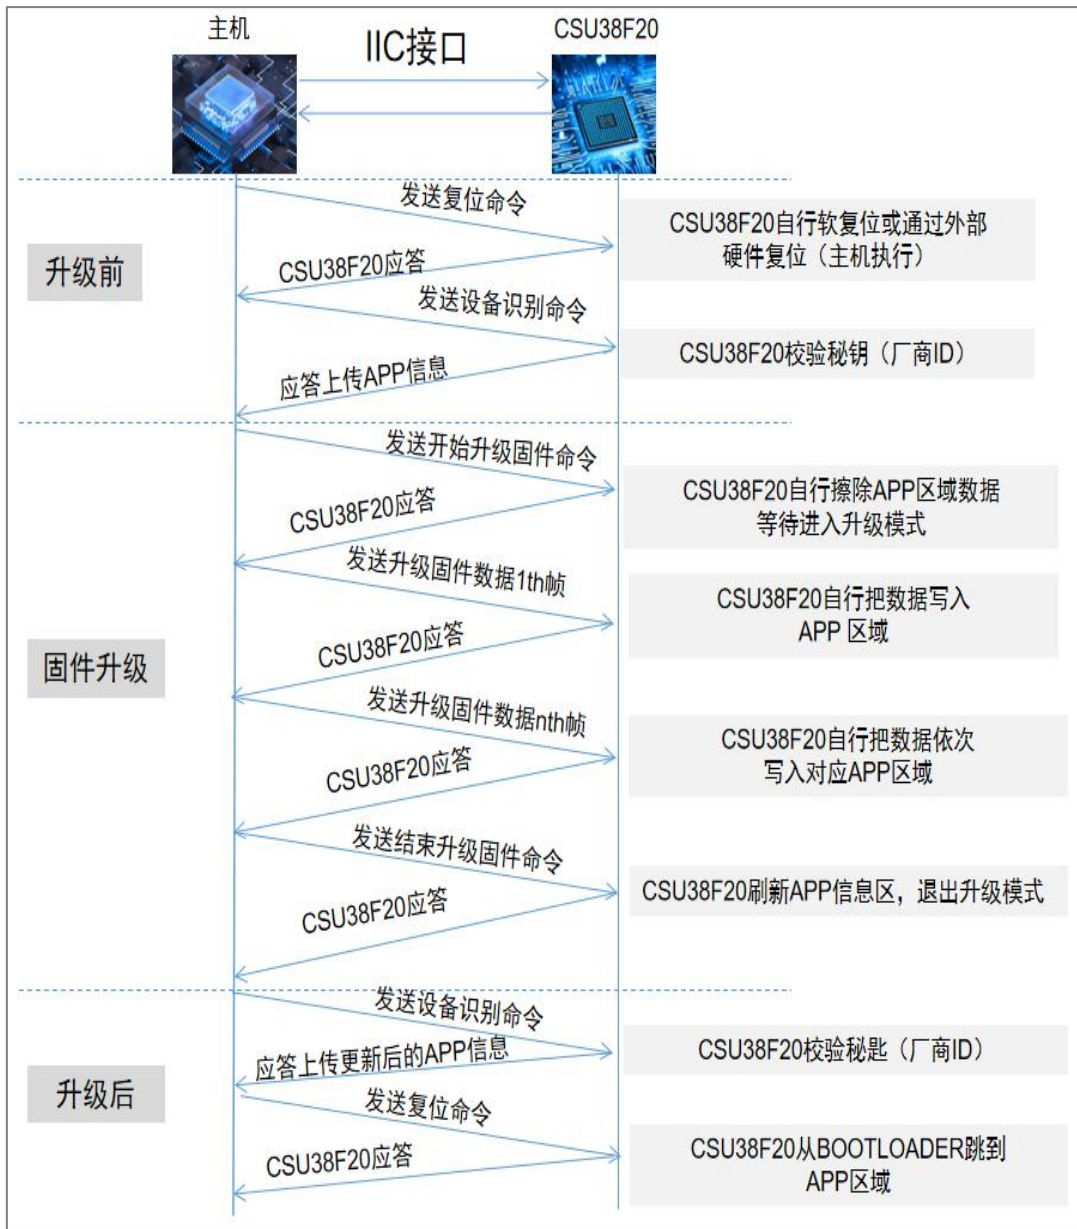 主机
IIC接口
CSU38F20
发送复位命令
CSU38F20自行软复位或通过外部
硬件复位（主机执行）
升级前
CSU38F20应答
发送设备识别命令
CSU38F20校验秘钥（厂商ID）
应答上传APP信息
发送开始升级固件命令
CSU38F20自行擦除APP区域数据
等待进入升级模式
CSU38F20应答
发送升级固件数据1th帧
CSU38F20自行把数据写入
APP 区域
CSU38F20应答
固件升级
发送升级固件数据nth帧
CSU38F20自行把数据依次
写入对应APP区域
CSU38F20应答
发送结束升级固件命令
CSU38F20刷新APP信息区，退出升级模式
CSU38F20应答
发送设备识别命令
CSU38F20校验秘匙（厂商ID）
应答上传更新后的APP信息
升级后
发送复位命令
CSU38F20应答
CSU38F20从BOOTLOADER跳到
APP区域